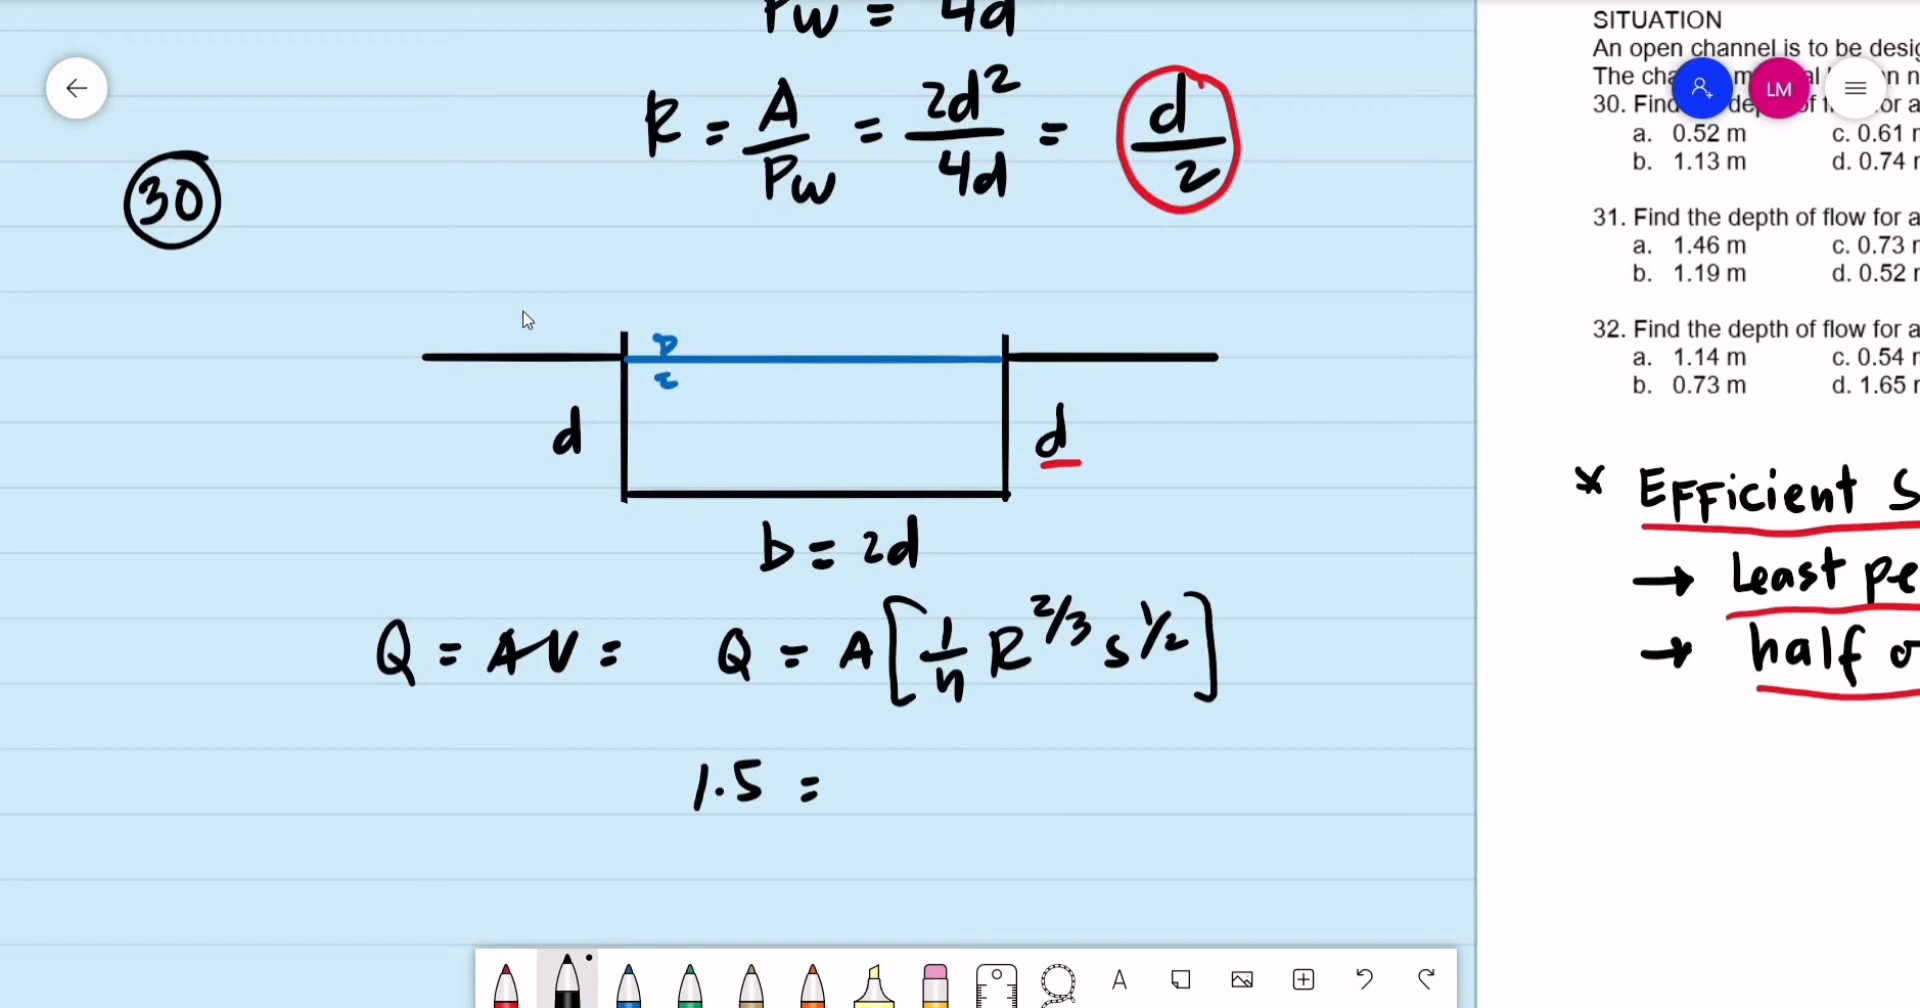 Pw = 4d
R = A/Pw = 2d²/4d = d/2
30
d
d
b = 2d
Q = AV = Q = A[1/n R^2/3 S^1/2]
1.5 =
SITUATION
An open channel is to be desig
The cha
30. Find
a. 0.52 m c. 0.61
b. 1.13 m d. 0.74
31. Find the depth of flow for a
a. 1.46 m c. 0.73
b. 1.19 m d. 0.52
32. Find the depth of flow for a
a. 1.14 m c. 0.54
b. 0.73 m d. 1.65
* Efficient S
→ Least pe
→ half o
LM
A